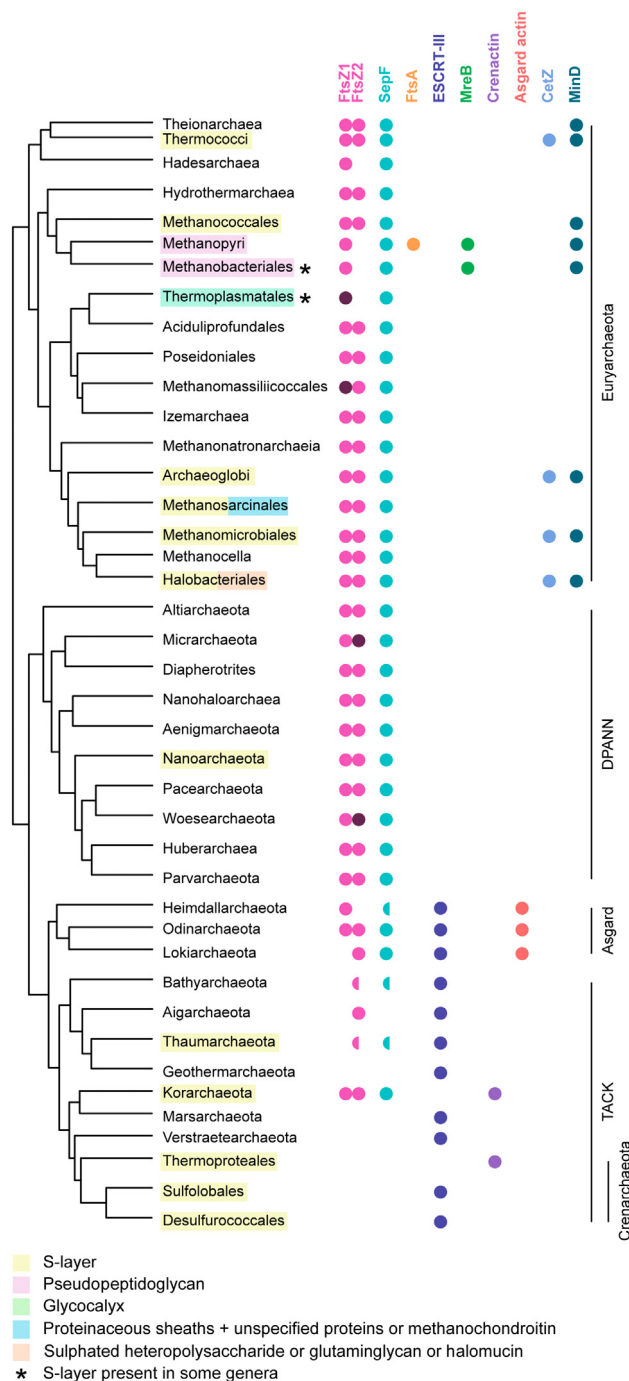 FtsZ1
FtsZ2
SepF
FtsA
ESCRT-III
MreB
Crenactin
Asgard actin
CetZ
MinD
Theionarchaea
Thermococci
Hadesarchaea
Hydrothermarchaea
Methanococcales
Methanopyri
Methanobacteriales *
Thermoplasmatales *
Aciduliprofundales
Poseidoniales
Methanomassiliicoccales
Izemarchaea
Methanonatronarchaeia
Archaeoglobi
Methanosarcinales
Methanomicrobiales
Methanocella
Halobacteriales
Euryarchaeota
Altiarchaeota
Micrarchaeota
Diapherotrites
Nanohaloarchaea
Aenigmarchaeota
Nanoarchaeota
Pacearchaeota
Woesearchaeota
Huberarchaea
Parvarchaeota
DPANN
Heimdallarchaeota
Odinarchaeota
Lokiarchaeota
Asgard
Bathyarchaeota
Aigarchaeota
Thaumarchaeota
Geothermarchaeota
Korarchaeota
Marsarchaeota
Verstraetearchaeota
Thermoproteales
Sulfolobales
Desulfurococcales
TACK
Crenarchaeota
S-layer
Pseudopeptidoglycan
Glycocalyx
Proteinaceous sheaths + unspecified proteins or methanochondroitin
Sulphated heteropolysaccharide or glutaminglycan or halomucin
* S-layer present in some genera